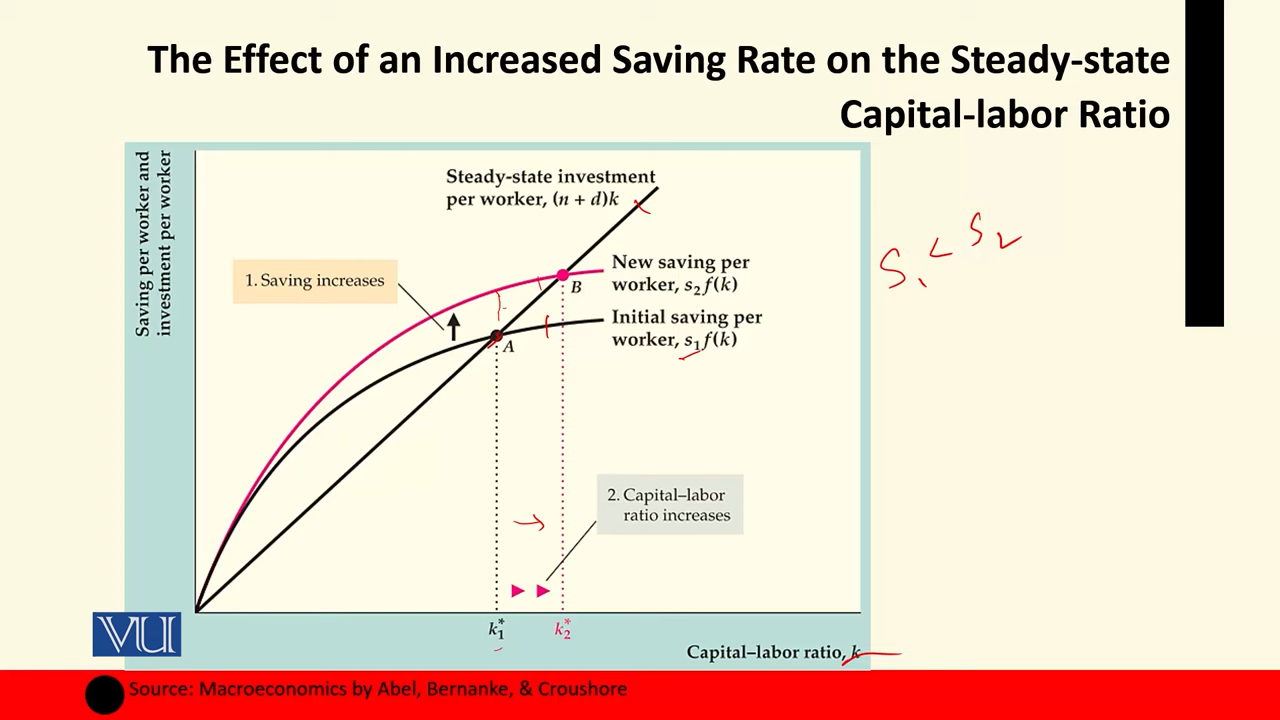 The Effect of an Increased Saving Rate on the Steady-state
Capital-labor Ratio
Saving per worker and
investment per worker
Steady-state investment
per worker, (n + d)k
1. Saving increases
New saving per
worker, s₂f(k)
B
Initial saving per
worker, s₁f(k)
A
S₁ < S₂
2. Capital–labor
ratio increases
k₁* k₂*
Capital–labor ratio, k
VU
Source: Macroeconomics by Abel, Bernanke, & Croushore